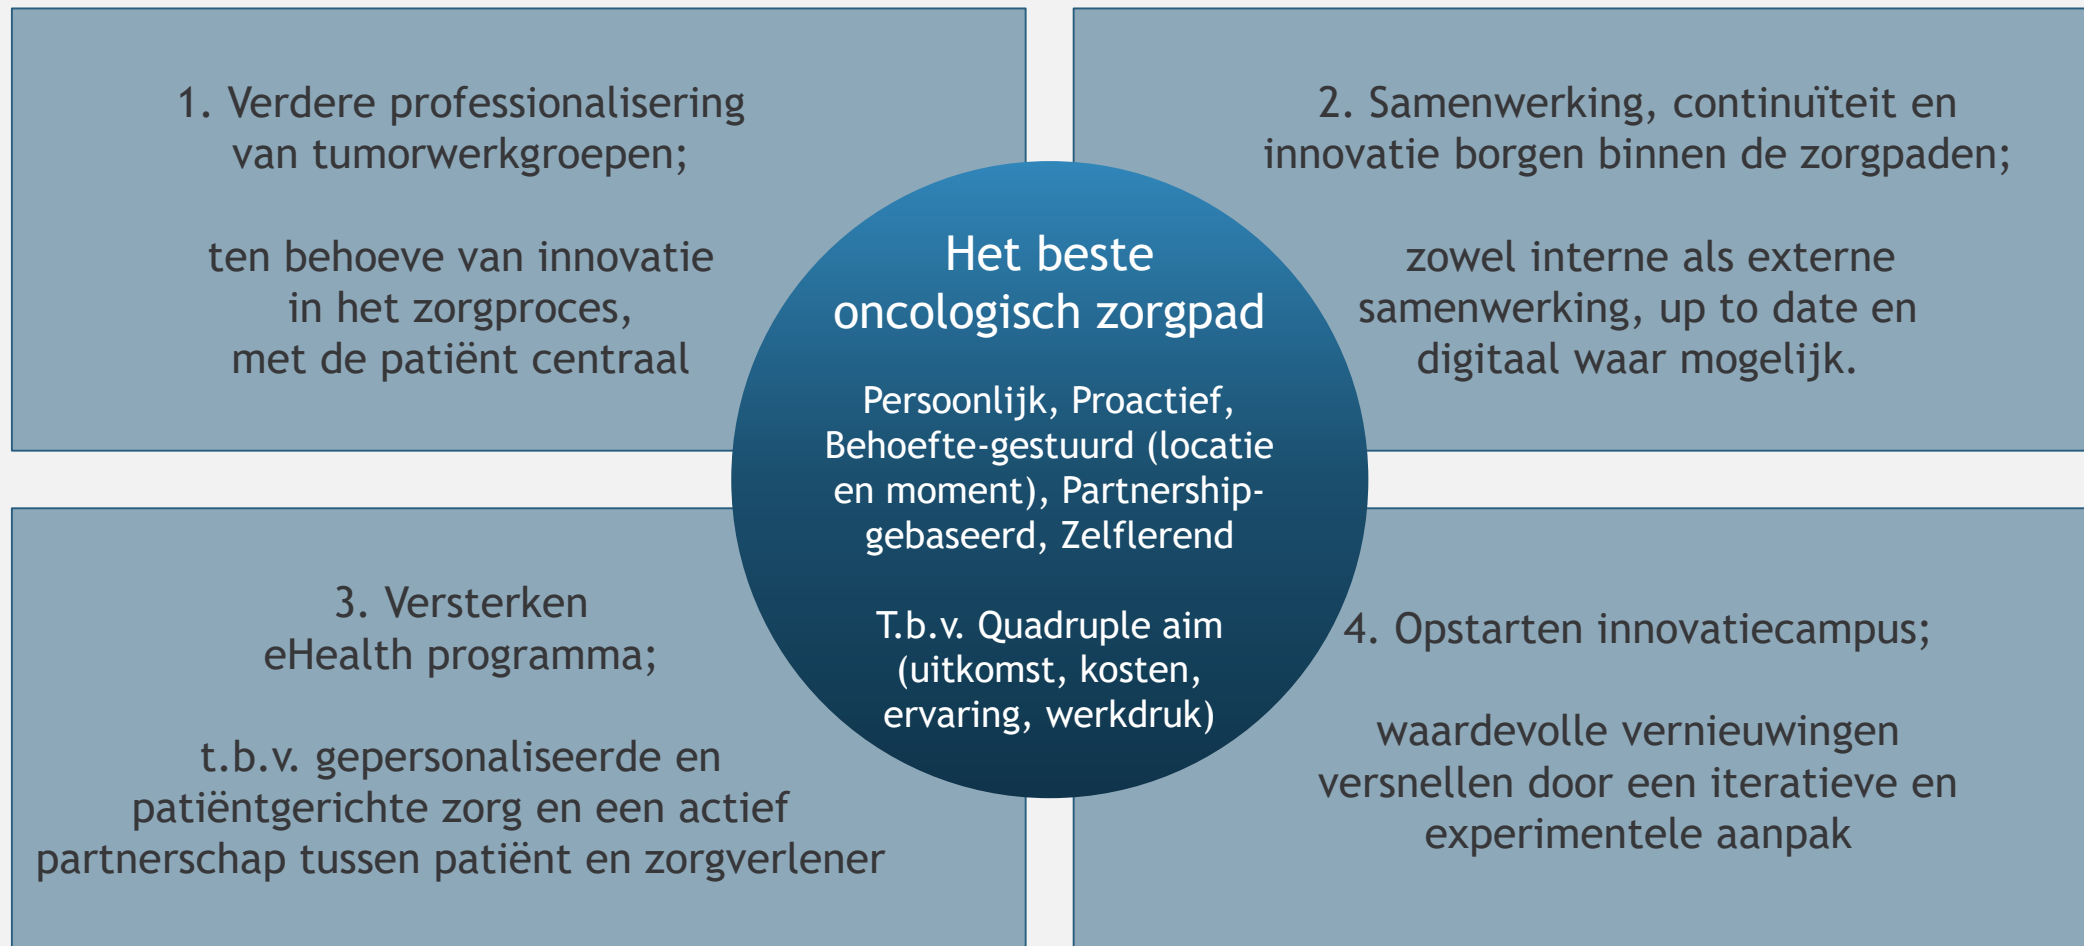 1. Verdere professionalisering
van tumorwerkgroepen;
ten behoeve van innovatie
in het zorgproces,
met de patiënt centraal
2. Samenwerking, continuïteit en
innovatie borgen binnen de zorgpaden;
zowel interne als externe
samenwerking, up to date en
digitaal waar mogelijk.
Het beste
oncologisch zorgpad
Persoonlijk, Proactief,
Behoefte-gestuurd (locatie
en moment), Partnership-
gebaseerd, Zelflerend
T.b.v. Quadruple aim
(uitkomst, kosten,
ervaring, werkdruk)
3. Versterken
eHealth programma;
t.b.v. gepersonaliseerde en
patiëntgerichte zorg en een actief
partnerschap tussen patiënt en zorgverlener
4. Opstarten innovatiecampus;
waardevolle vernieuwingen
versnellen door een iteratieve en
experimentele aanpak